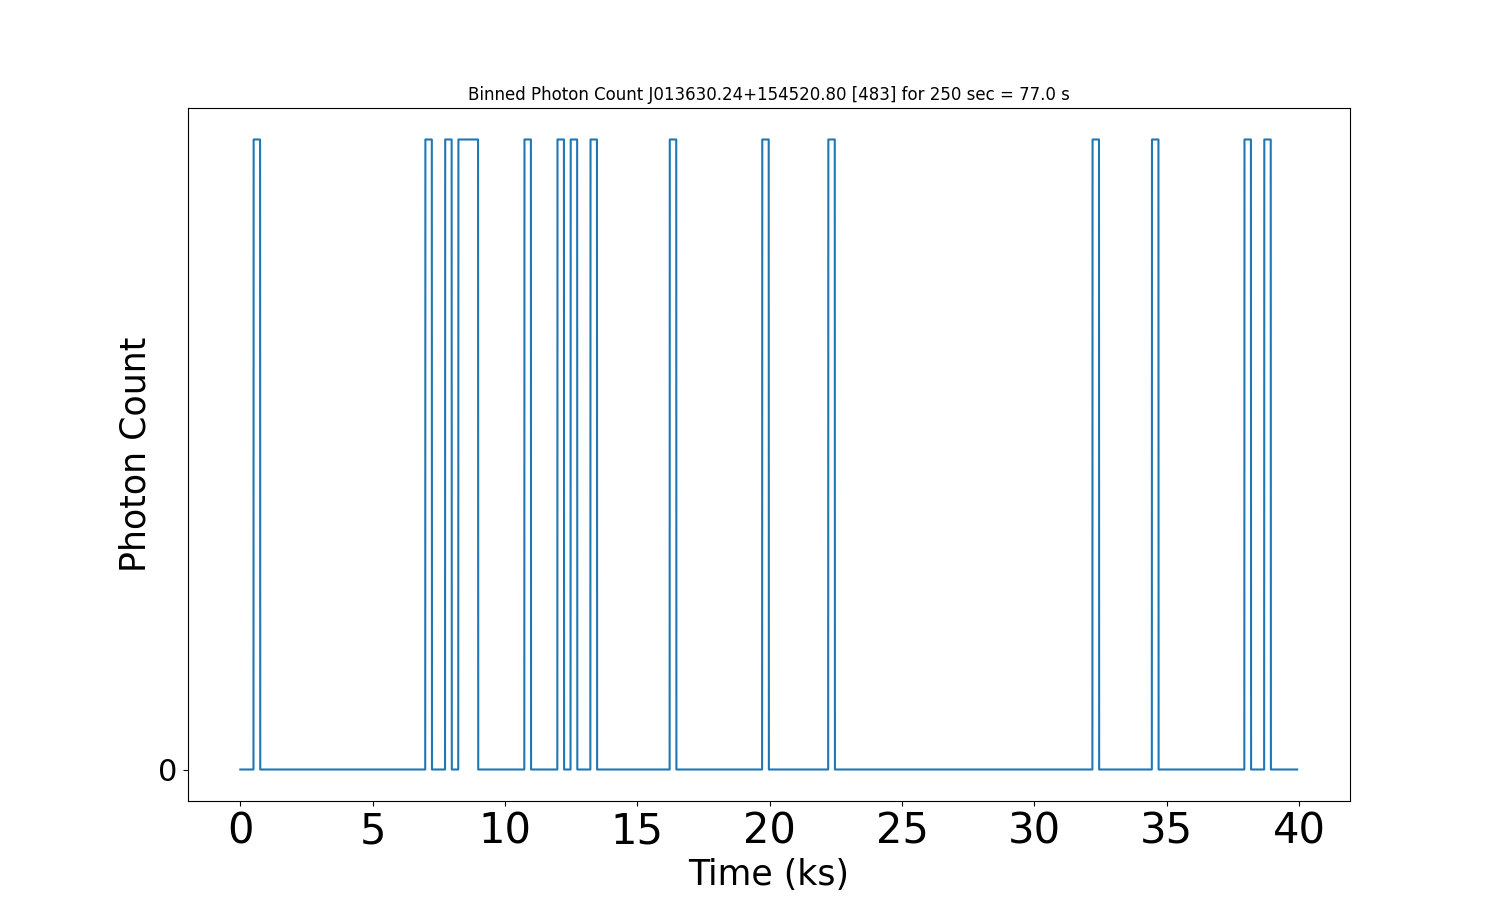 Binned Photon Count J013630.24+154520.80 [483] for 250 sec = 77.0 s
Photon Count
0
0 5 10 15 20 25 30 35 40
Time (ks)